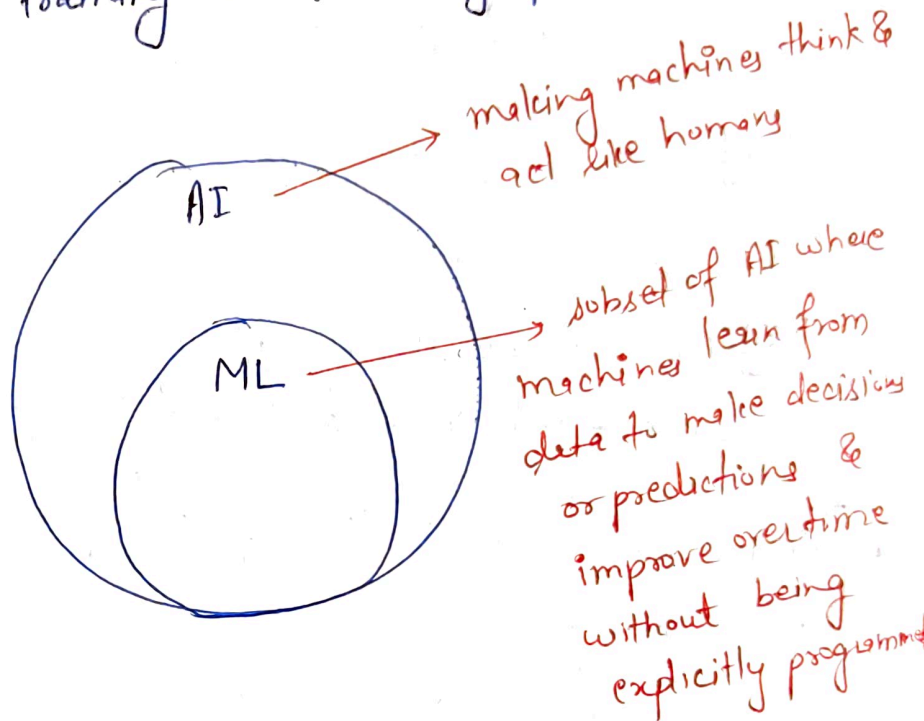 making machines think &
act like humans
AI
subset of AI where
ML
machines learn from
data to make decisions
or predictions &
improve overtime
without being
explicitly